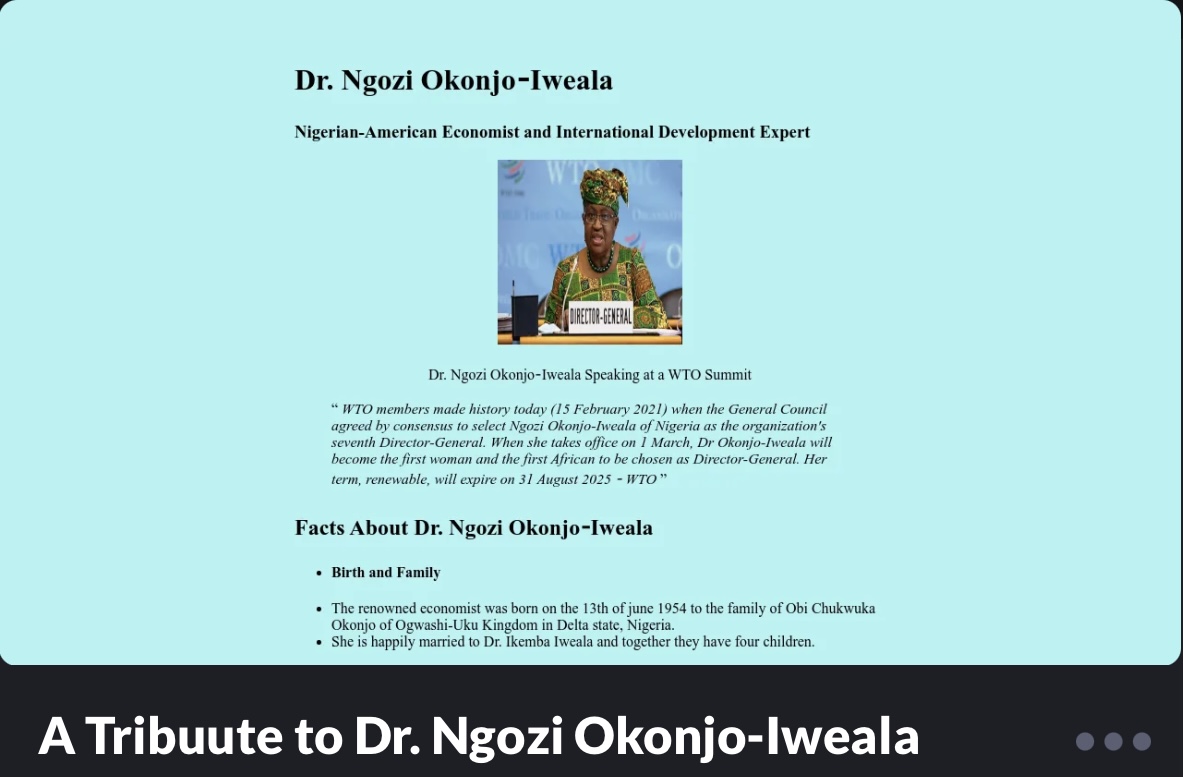 Dr. Ngozi Okonjo-Iweala
Nigerian-American Economist and International Development Expert
WTO OMC
OMC WTO O
DIRECTOR-GENERAL
Dr. Ngozi Okonjo-Iweala Speaking at a WTO Summit
“ WTO members made history today (15 February 2021) when the General Council
agreed by consensus to select Ngozi Okonjo-Iweala of Nigeria as the organization's
seventh Director-General. When she takes office on 1 March, Dr Okonjo-Iweala will
become the first woman and the first African to be chosen as Director-General. Her
term, renewable, will expire on 31 August 2025 - WTO ”
Facts About Dr. Ngozi Okonjo-Iweala
• Birth and Family
• The renowned economist was born on the 13th of june 1954 to the family of Obi Chukwuka
Okonjo of Ogwashi-Uku Kingdom in Delta state, Nigeria.
• She is happily married to Dr. Ikemba Iweala and together they have four children.
A Tribuute to Dr. Ngozi Okonjo-Iweala